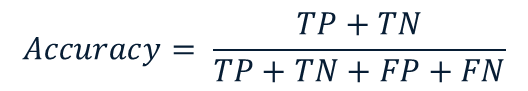 Accuracy = TP + TN
TP + TN + FP + FN